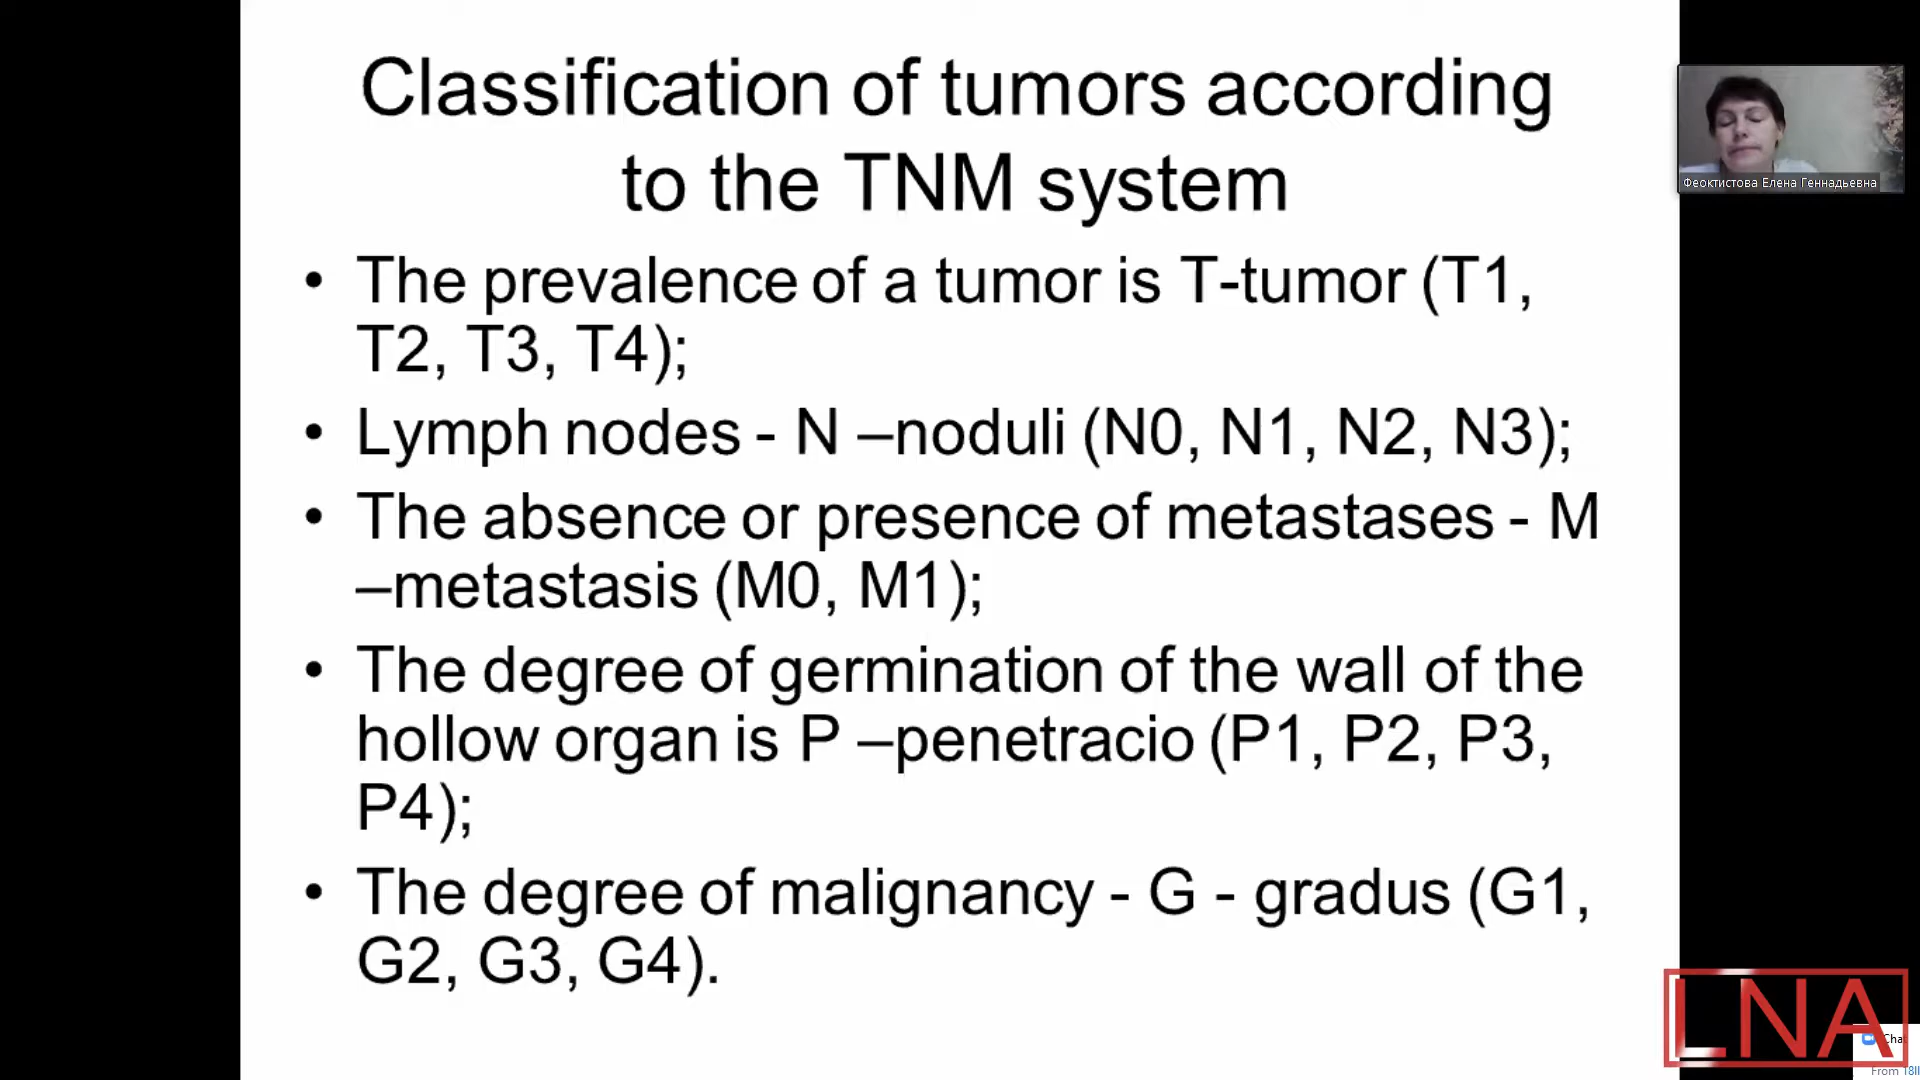 Classification of tumors according
to the TNM system
• The prevalence of a tumor is T-tumor (T1,
T2, T3, T4);
• Lymph nodes - N –noduli (N0, N1, N2, N3);
• The absence or presence of metastases - M
–metastasis (M0, M1);
• The degree of germination of the wall of the
hollow organ is P –penetracio (P1, P2, P3,
P4);
• The degree of malignancy - G - gradus (G1,
G2, G3, G4).
Феоктистова Елена Геннадьевна
LNA
Chat
From 18II